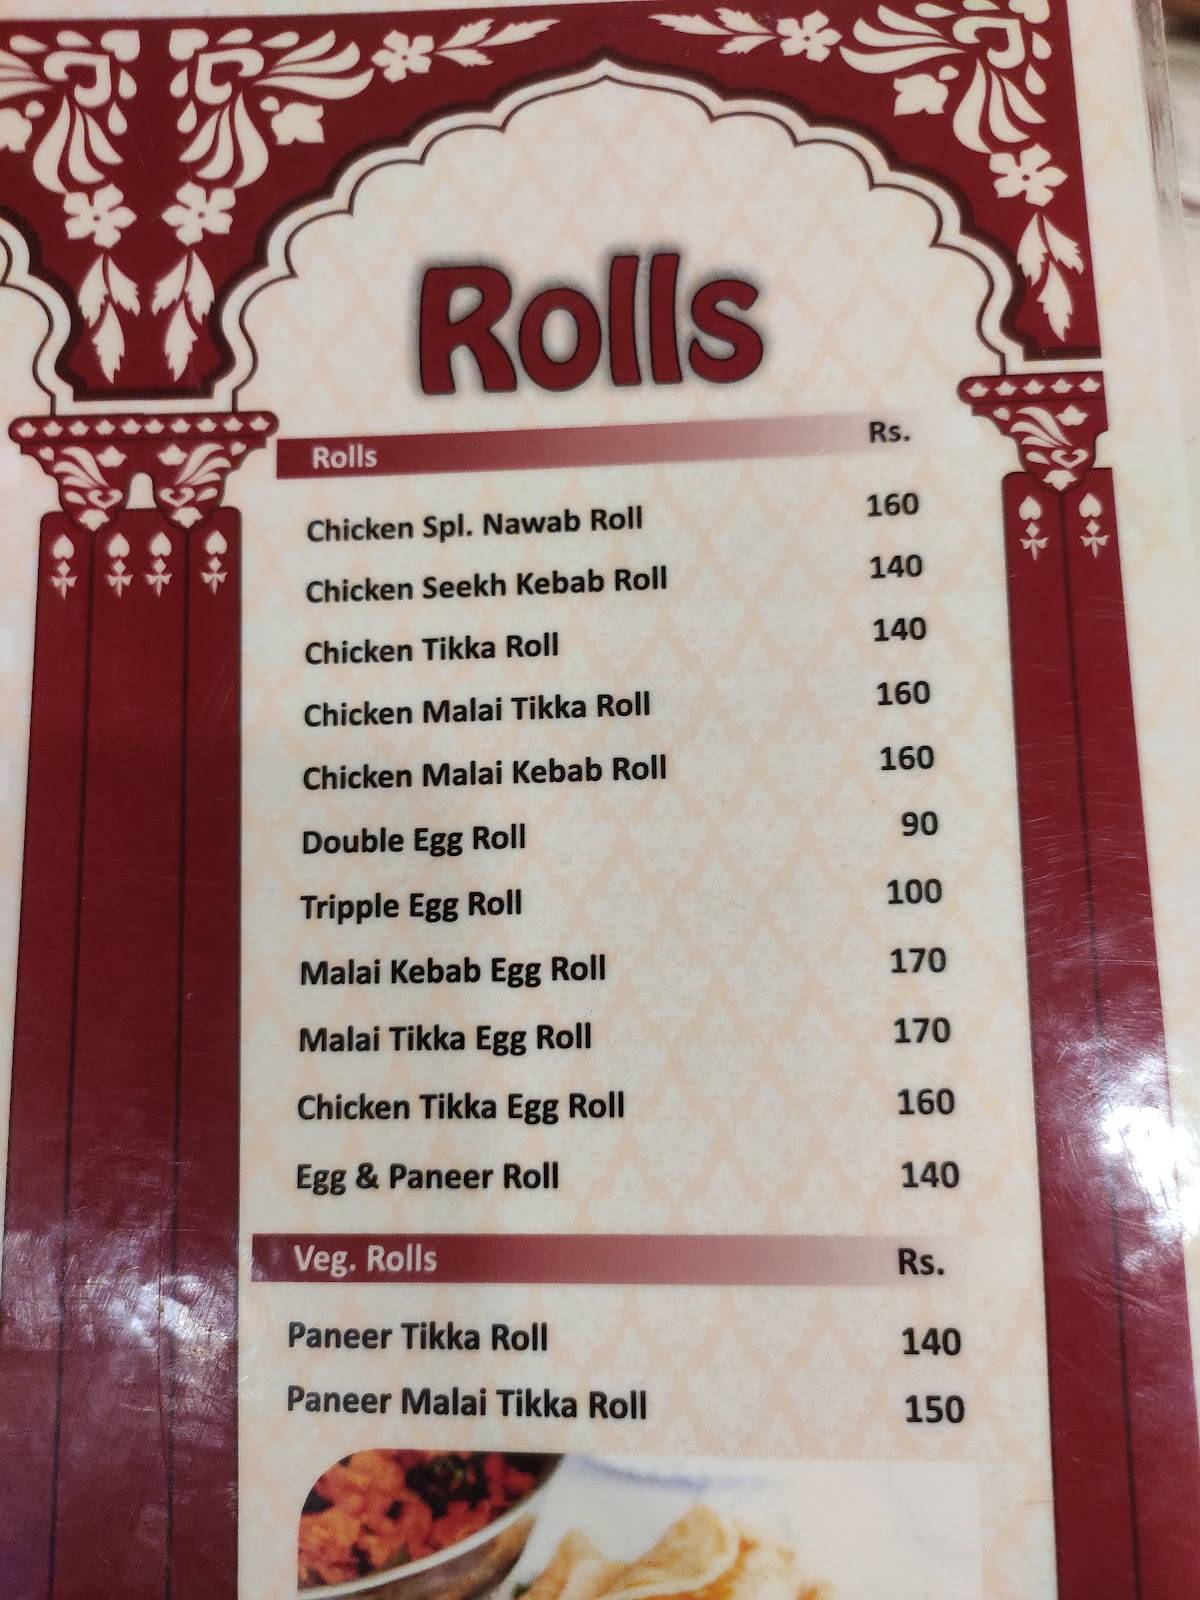 Rolls
Rolls Rs.
Chicken Spl. Nawab Roll 160
Chicken Seekh Kebab Roll 140
Chicken Tikka Roll 140
Chicken Malai Tikka Roll 160
Chicken Malai Kebab Roll 160
Double Egg Roll 90
Tripple Egg Roll 100
Malai Kebab Egg Roll 170
Malai Tikka Egg Roll 170
Chicken Tikka Egg Roll 160
Egg & Paneer Roll 140
Veg. Rolls Rs.
Paneer Tikka Roll 140
Paneer Malai Tikka Roll 150